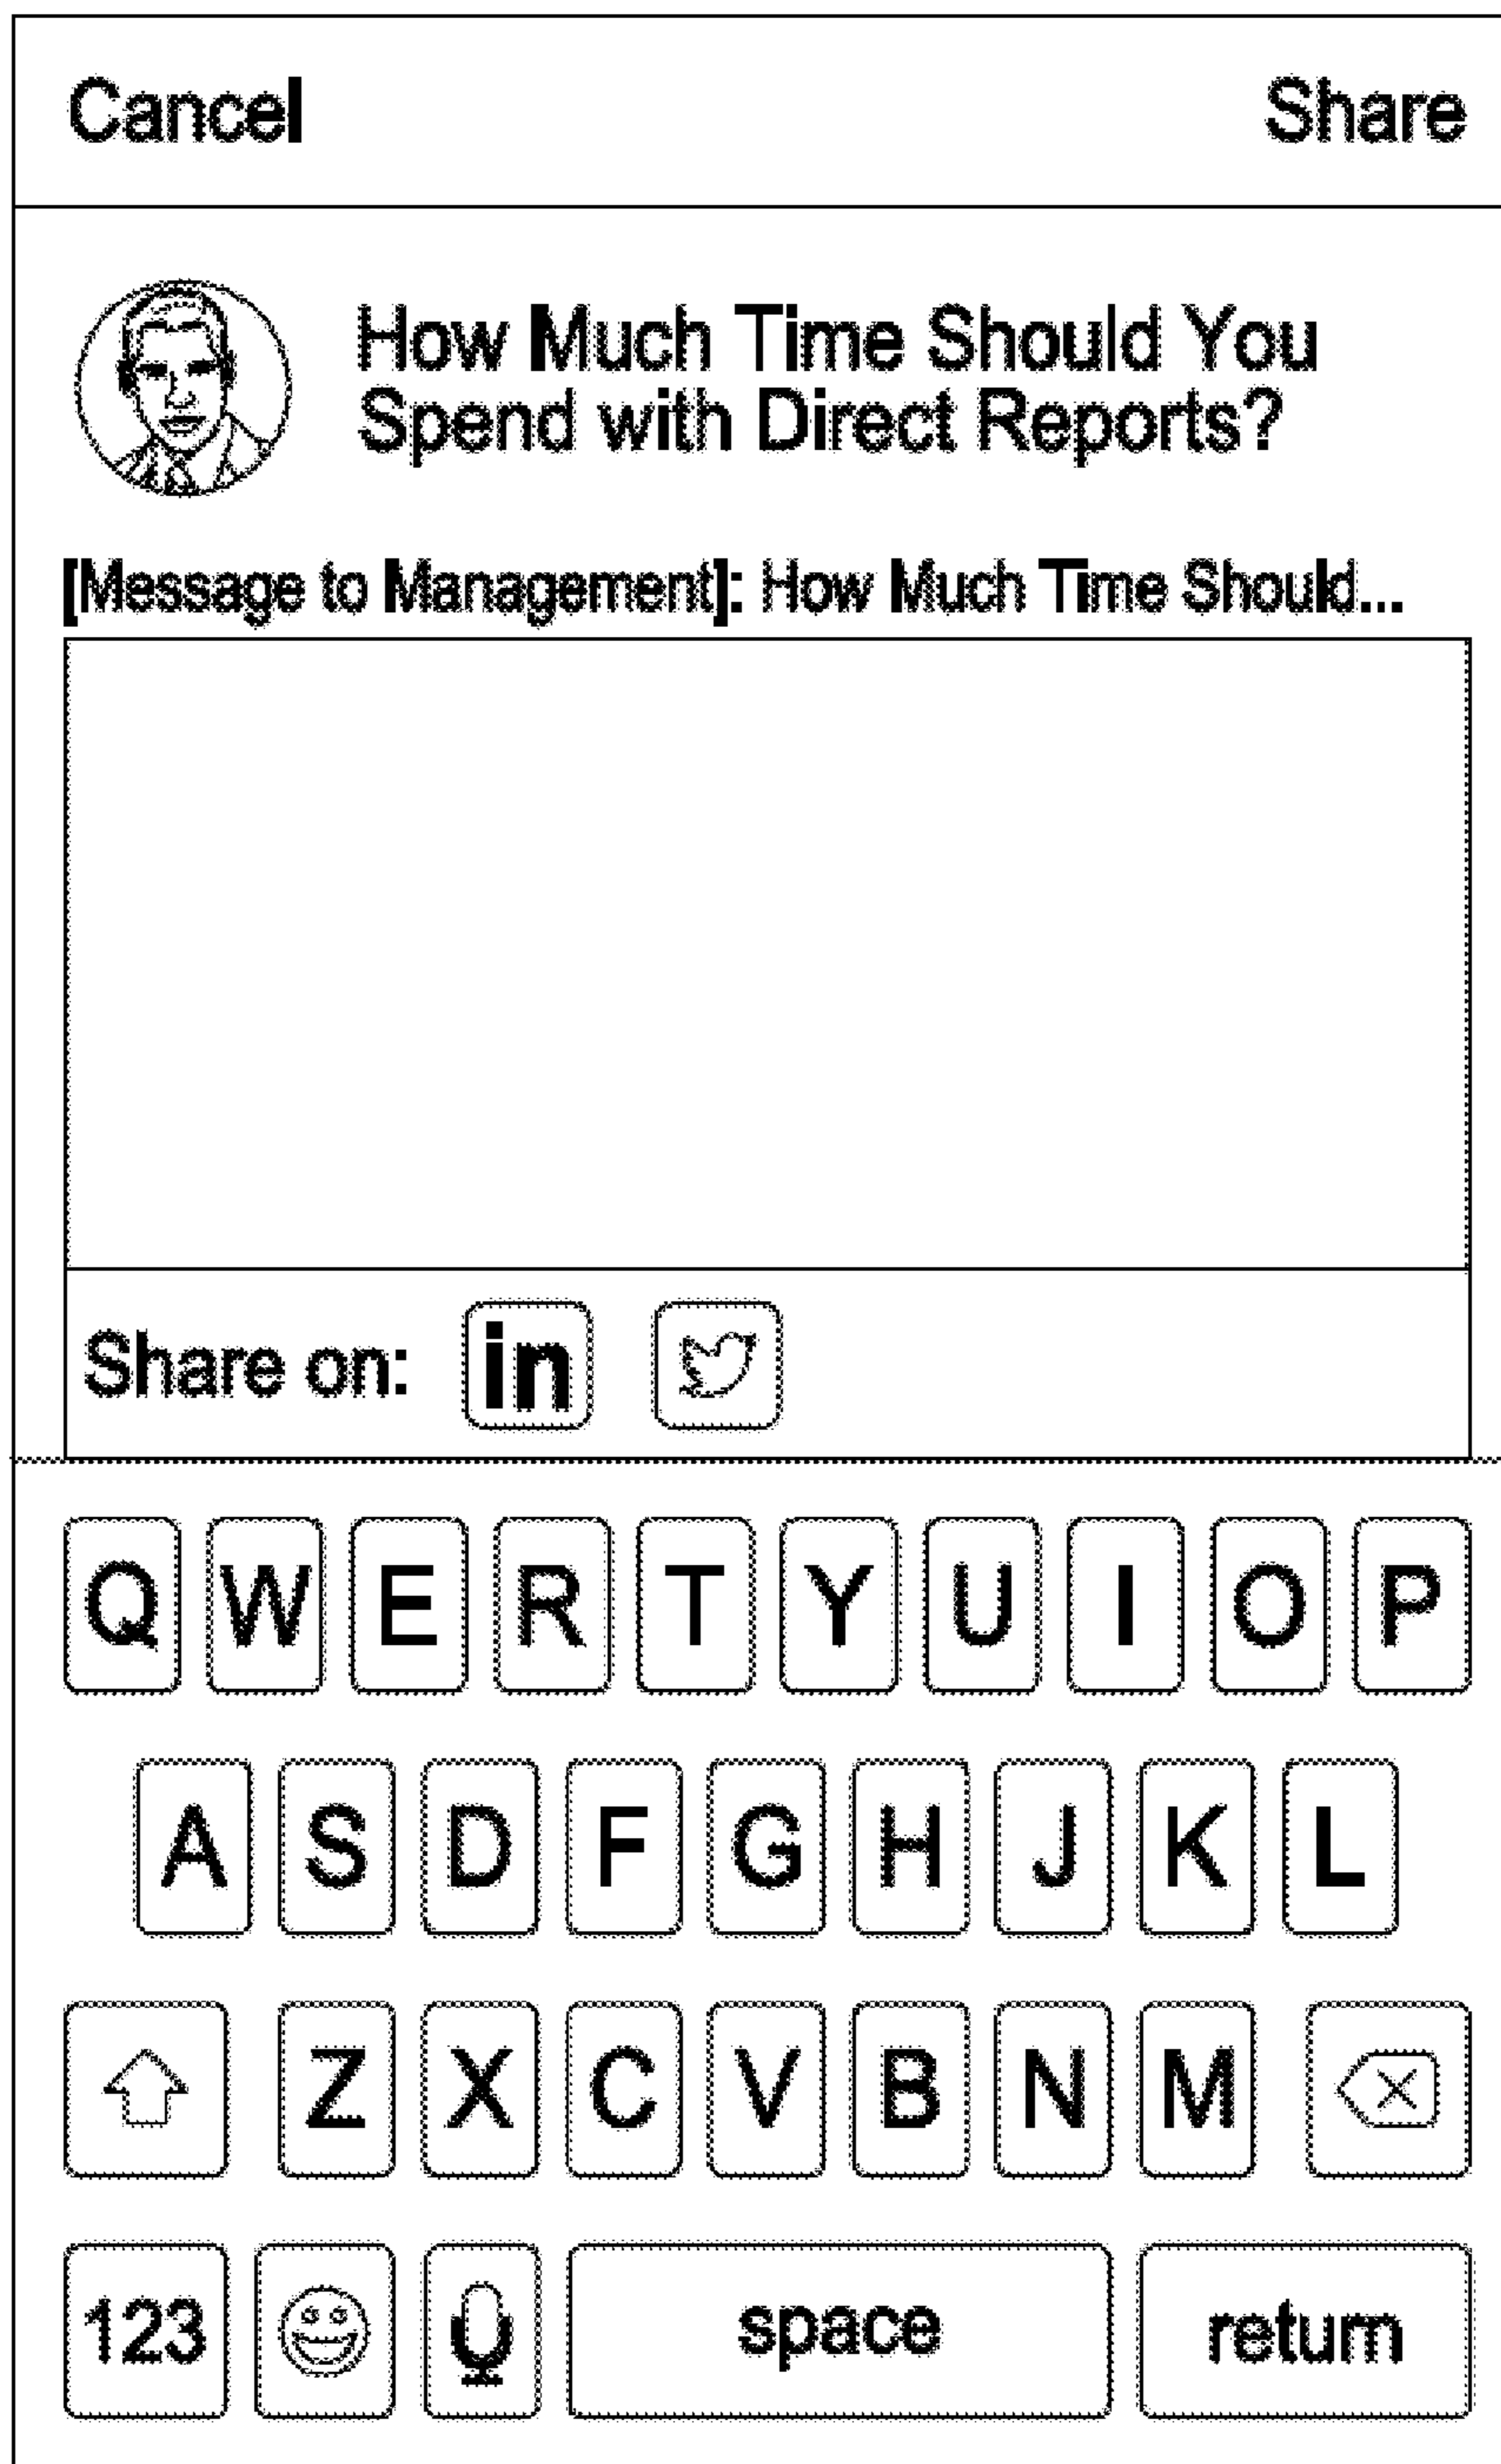 Cancel Share
How Much Time Should You
Spend with Direct Reports?
[Message to Management]: How Much Time Should...
Share on: in
Q W E R T Y U I O P
A S D F G H J K L
Z X C V B N M
123 space return